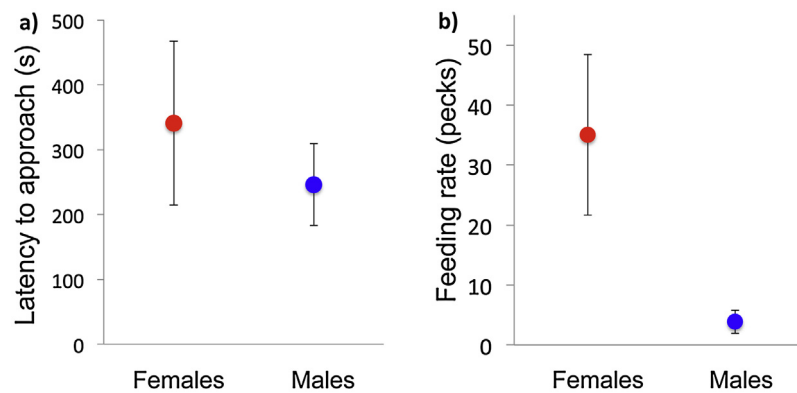 a)
Latency to approach (s)
500
400
300
200
100
0
Females Males
b)
Feeding rate (pecks)
50
40
30
20
10
0
Females Males